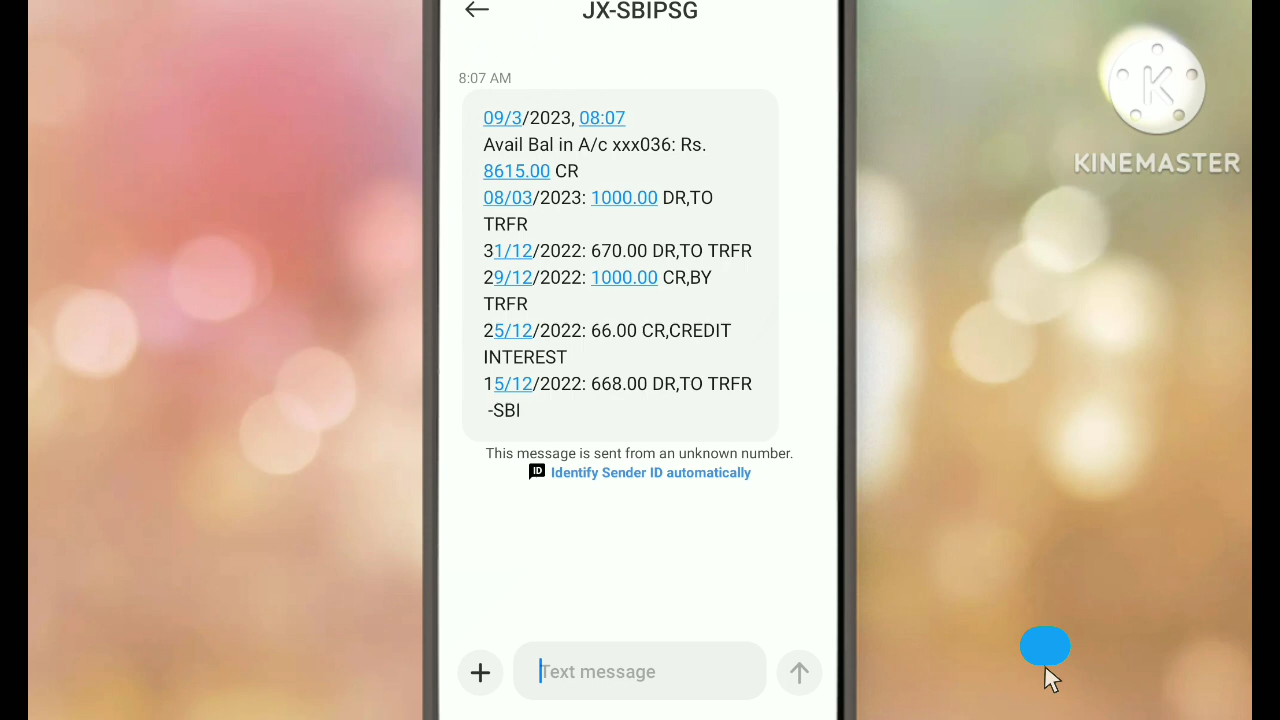 JX-SBIPSG
8:07 AM
09/3/2023, 08:07
Avail Bal in A/c xxx036: Rs.
8615.00 CR
08/03/2023: 1000.00 DR,TO
TRFR
31/12/2022: 670.00 DR,TO TRFR
29/12/2022: 1000.00 CR,BY
TRFR
25/12/2022: 66.00 CR,CREDIT
INTEREST
15/12/2022: 668.00 DR,TO TRFR
-SBI
This message is sent from an unknown number.
ID Identify Sender ID automatically
Text message
K
KINEMASTER